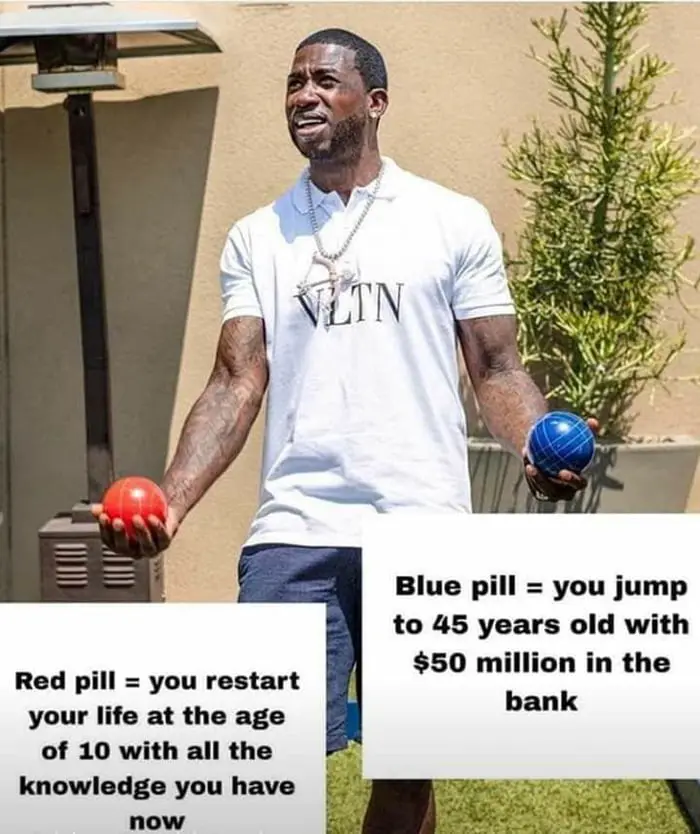 VLTN
Red pill = you restart
your life at the age
of 10 with all the
knowledge you have
now
Blue pill = you jump
to 45 years old with
$50 million in the
bank